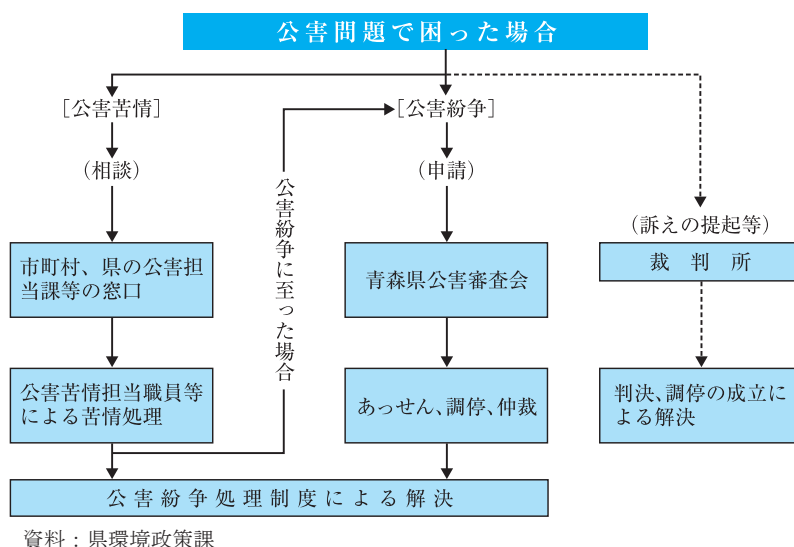 公害問題で困った場合
［公害苦情］
（相談）
市町村、県の公害担
当課等の窓口
公害苦情担当職員等
による苦情処理
公害紛争に至った場合
［公害紛争］
（申請）
青森県公害審査会
あっせん、調停、仲裁
（訴えの提起等）
裁判所
判決、調停の成立に
よる解決
公害紛争処理制度による解決
資料：県環境政策課